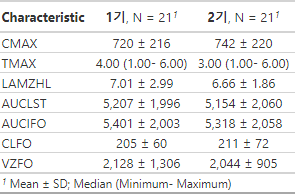 Characteristic 1기, N = 21¹ 2기, N = 21¹
CMAX 720 ± 216 742 ± 220
TMAX 4.00 (1.00- 6.00) 3.00 (1.00- 6.00)
LAMZHL 7.01 ± 2.99 6.66 ± 1.86
AUCLST 5,207 ± 1,996 5,154 ± 2,060
AUCIFO 5,401 ± 2,003 5,318 ± 2,058
CLFO 205 ± 60 211 ± 72
VZFO 2,128 ± 1,306 2,044 ± 905
¹ Mean ± SD; Median (Minimum- Maximum)